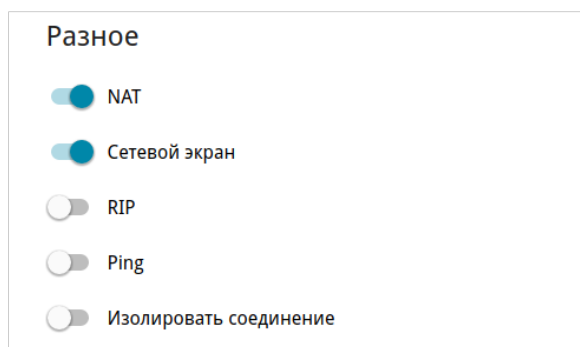 Разное
NAT
Сетевой экран
RIP
Ping
Изолировать соединение